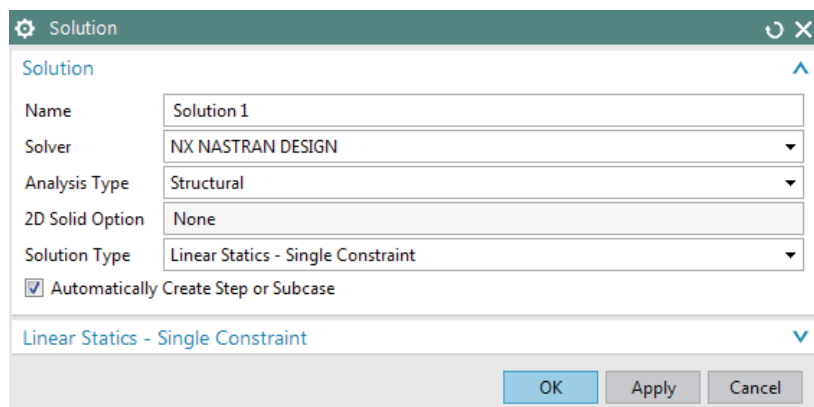 Solution
Solution
Name Solution 1
Solver NX NASTRAN DESIGN
Analysis Type Structural
2D Solid Option None
Solution Type Linear Statics - Single Constraint
Automatically Create Step or Subcase
Linear Statics - Single Constraint
OK Apply Cancel